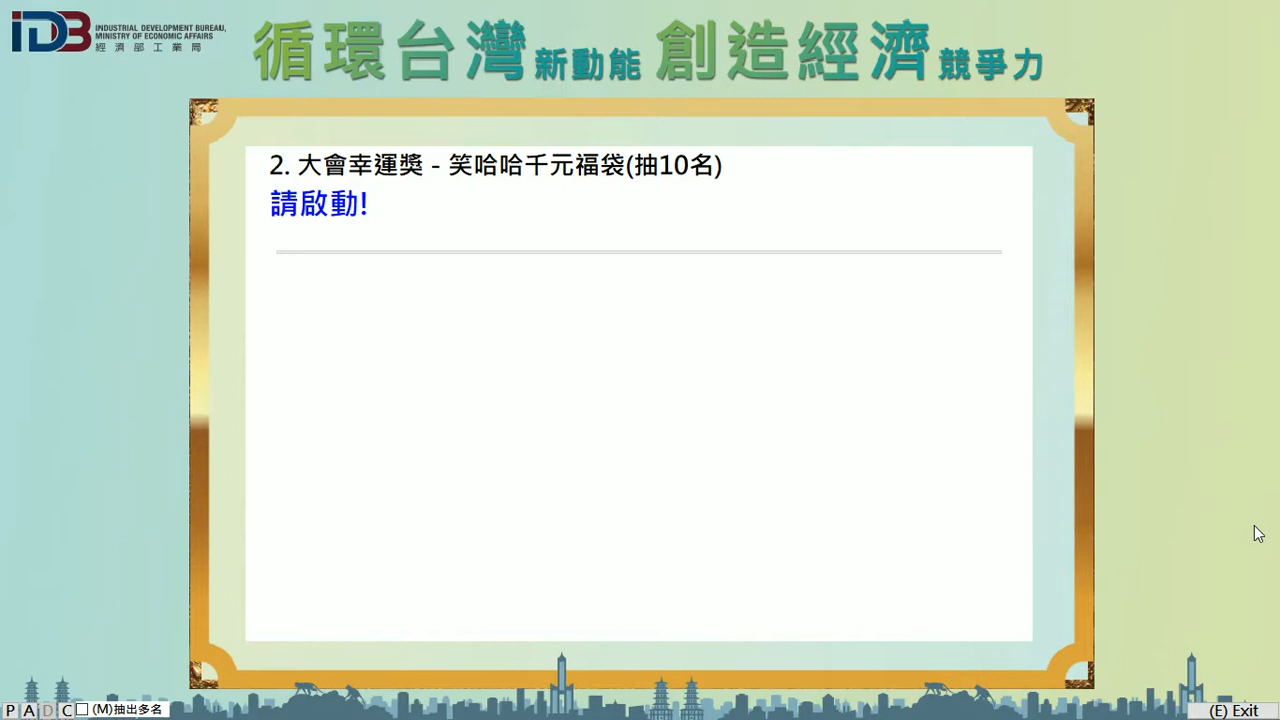 IDB INDUSTRIAL DEVELOPMENT BUREAU,
MINISTRY OF ECONOMIC AFFAIRS
經濟部工業局
循環台灣新動能 創造經濟競爭力
2. 大會幸運獎 - 笑哈哈千元福袋(抽10名)
請啟動!
P A D C (M)抽出多名
(E) Exit